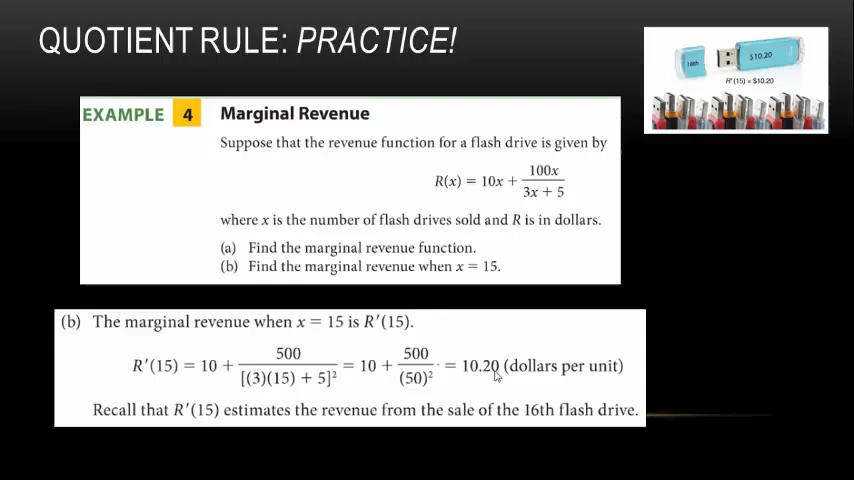 QUOTIENT RULE: PRACTICE!
16th
$10.20
R′(15) = $10.20
EXAMPLE 4 Marginal Revenue
Suppose that the revenue function for a flash drive is given by
R(x) = 10x + 100x / 3x + 5
where x is the number of flash drives sold and R is in dollars.
(a) Find the marginal revenue function.
(b) Find the marginal revenue when x = 15.
(b) The marginal revenue when x = 15 is R′(15).
R′(15) = 10 + 500 / [(3)(15) + 5]² = 10 + 500 / (50)² = 10.20 (dollars per unit)
Recall that R′(15) estimates the revenue from the sale of the 16th flash drive.